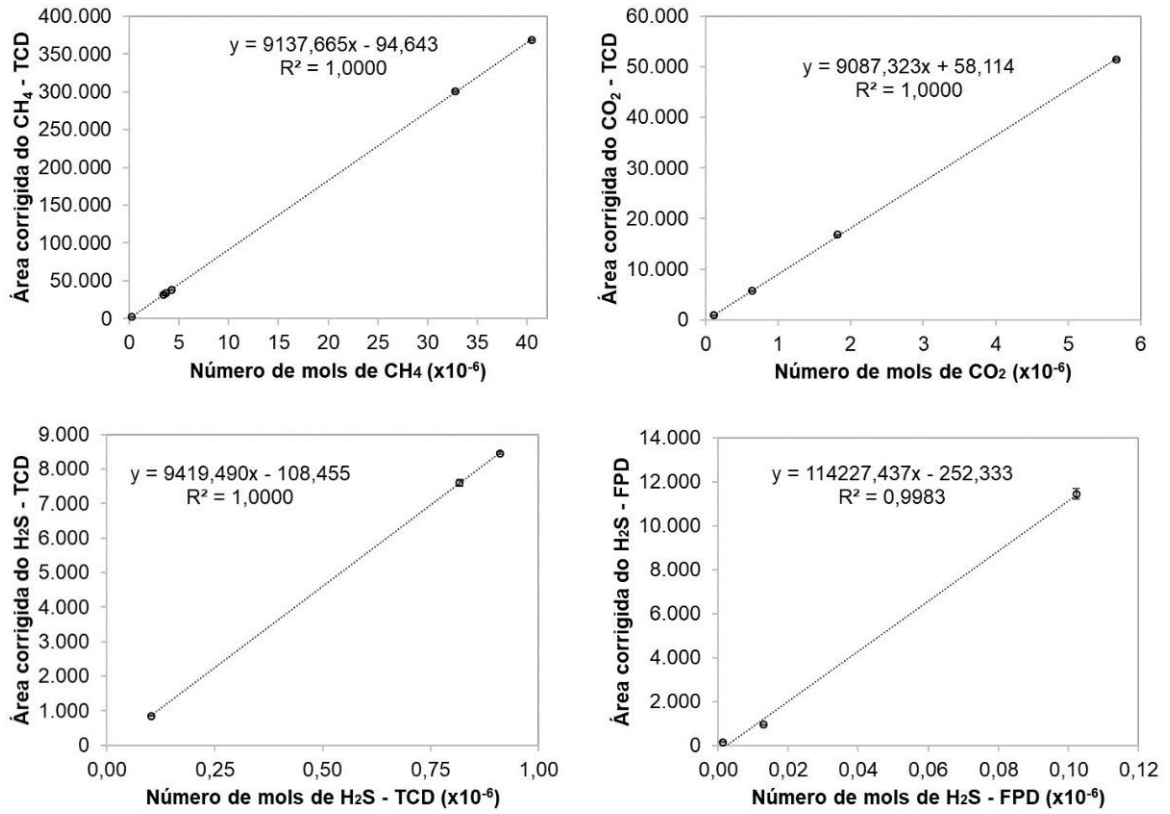 Área corrigida do CH₄ - TCD
400.000
350.000
300.000
250.000
200.000
150.000
100.000
50.000
0
y = 9137,665x - 94,643
R² = 1,0000
0 5 10 15 20 25 30 35 40
Número de mols de CH₄ (x10⁻⁶)
Área corrigida do CO₂ - TCD
60.000
50.000
40.000
30.000
20.000
10.000
0
y = 9087,323x + 58,114
R² = 1,0000
0 1 2 3 4 5 6
Número de mols de CO₂ (x10⁻⁶)
Área corrigida do H₂S - TCD
9.000
8.000
7.000
6.000
5.000
4.000
3.000
2.000
1.000
0
y = 9419,490x - 108,455
R² = 1,0000
0,00 0,25 0,50 0,75 1,00
Número de mols de H₂S - TCD (x10⁻⁶)
Área corrigida do H₂S - FPD
14.000
12.000
10.000
8.000
6.000
4.000
2.000
0
y = 114227,437x - 252,333
R² = 0,9983
0,00 0,02 0,04 0,06 0,08 0,10 0,12
Número de mols de H₂S - FPD (x10⁻⁶)